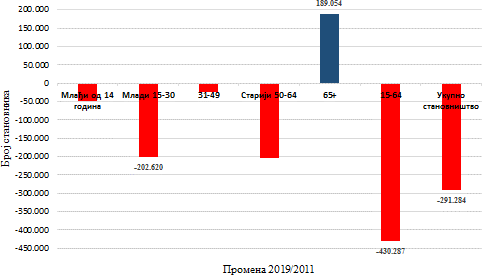 200.000
150.000
100.000
50.000
0
-50.000
-100.000
-150.000
-200.000
-250.000
-300.000
-350.000
-400.000
-450.000
Број становника
189.054
Млађи од 14
година
Млади 15-30
31-49
Старији 50-64
65+
15-64
Укупно
становништво
-202.620
-430.287
-291.284
Промена 2019/2011